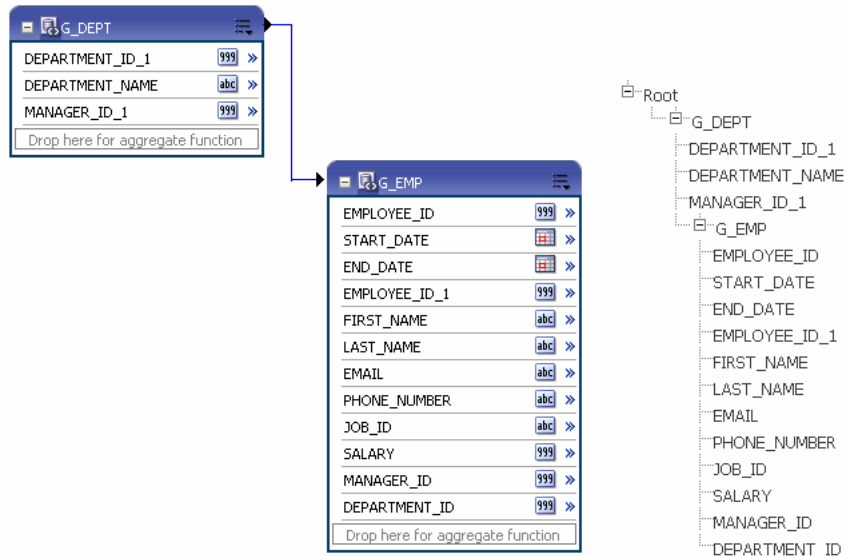 G_DEPT
DEPARTMENT_ID_1 999
DEPARTMENT_NAME abc
MANAGER_ID_1 999
Drop here for aggregate function
G_EMP
EMPLOYEE_ID 999
START_DATE
END_DATE
EMPLOYEE_ID_1 999
FIRST_NAME abc
LAST_NAME abc
EMAIL abc
PHONE_NUMBER abc
JOB_ID abc
SALARY 999
MANAGER_ID 999
DEPARTMENT_ID 999
Drop here for aggregate function
Root
G_DEPT
DEPARTMENT_ID_1
DEPARTMENT_NAME
MANAGER_ID_1
G_EMP
EMPLOYEE_ID
START_DATE
END_DATE
EMPLOYEE_ID_1
FIRST_NAME
LAST_NAME
EMAIL
PHONE_NUMBER
JOB_ID
SALARY
MANAGER_ID
DEPARTMENT_ID